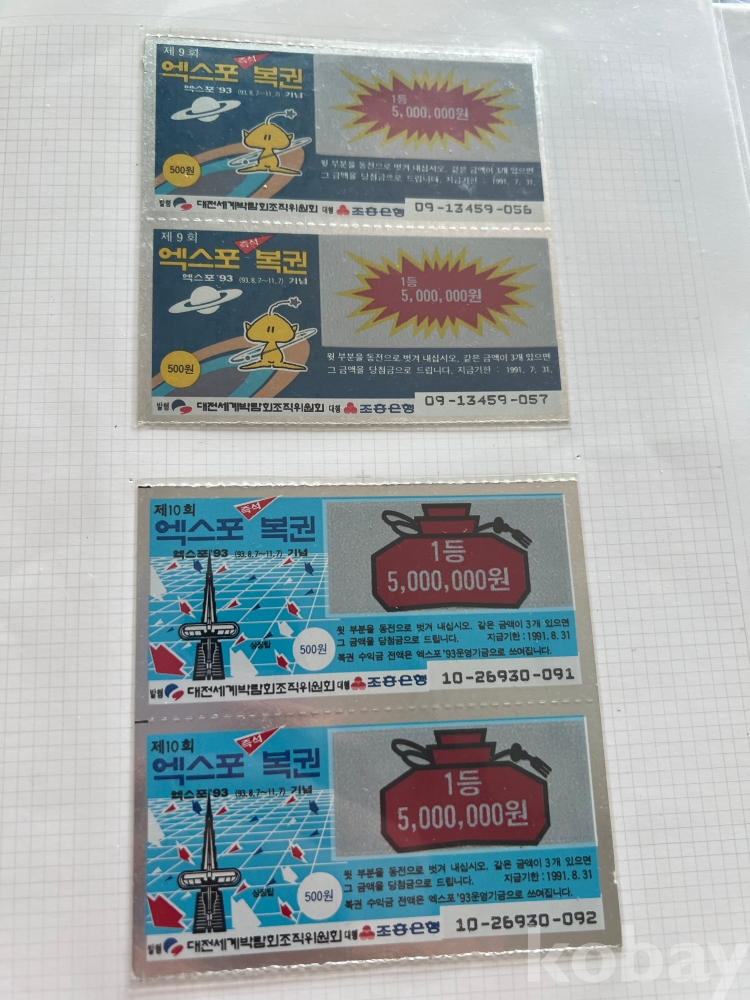 제9회
즉석
엑스포 복권
엑스포'93 (93.8.7~11.7) 기념
1등
5,000,000원
500원
윗 부분을 동전으로 벗겨 내십시오. 같은 금액이 3개 있으면
그 금액을 당첨금으로 드립니다. 지급기한 : 1991. 7. 31.
발행 대전세계박람회조직위원회 대행 조흥은행 09-13459-056
제9회
즉석
엑스포 복권
엑스포'93 (93.8.7~11.7) 기념
1등
5,000,000원
500원
윗 부분을 동전으로 벗겨 내십시오. 같은 금액이 3개 있으면
그 금액을 당첨금으로 드립니다. 지급기한 : 1991. 7. 31.
발행 대전세계박람회조직위원회 대행 조흥은행 09-13459-057
제10회
즉석
엑스포 복권
엑스포'93 (93.8.7~11.7) 기념
1등
5,000,000원
상징탑
500원
윗 부분을 동전으로 벗겨 내십시오. 같은 금액이 3개 있으면
그 금액을 당첨금으로 드립니다. 지급기한 : 1991. 8. 31
복권 수익금 전액은 엑스포 '93운영기금으로 쓰여집니다.
발행 대전세계박람회조직위원회 대행 조흥은행 10-26930-091
제10회
즉석
엑스포 복권
엑스포'93 (93.8.7~11.7) 기념
1등
5,000,000원
상징탑
500원
윗 부분을 동전으로 벗겨 내십시오. 같은 금액이 3개 있으면
그 금액을 당첨금으로 드립니다. 지급기한 : 1991. 8. 31
복권 수익금 전액은 엑스포 '93운영기금으로 쓰여집니다.
발행 대전세계박람회조직위원회 대행 조흥은행 10-26930-092
kobay